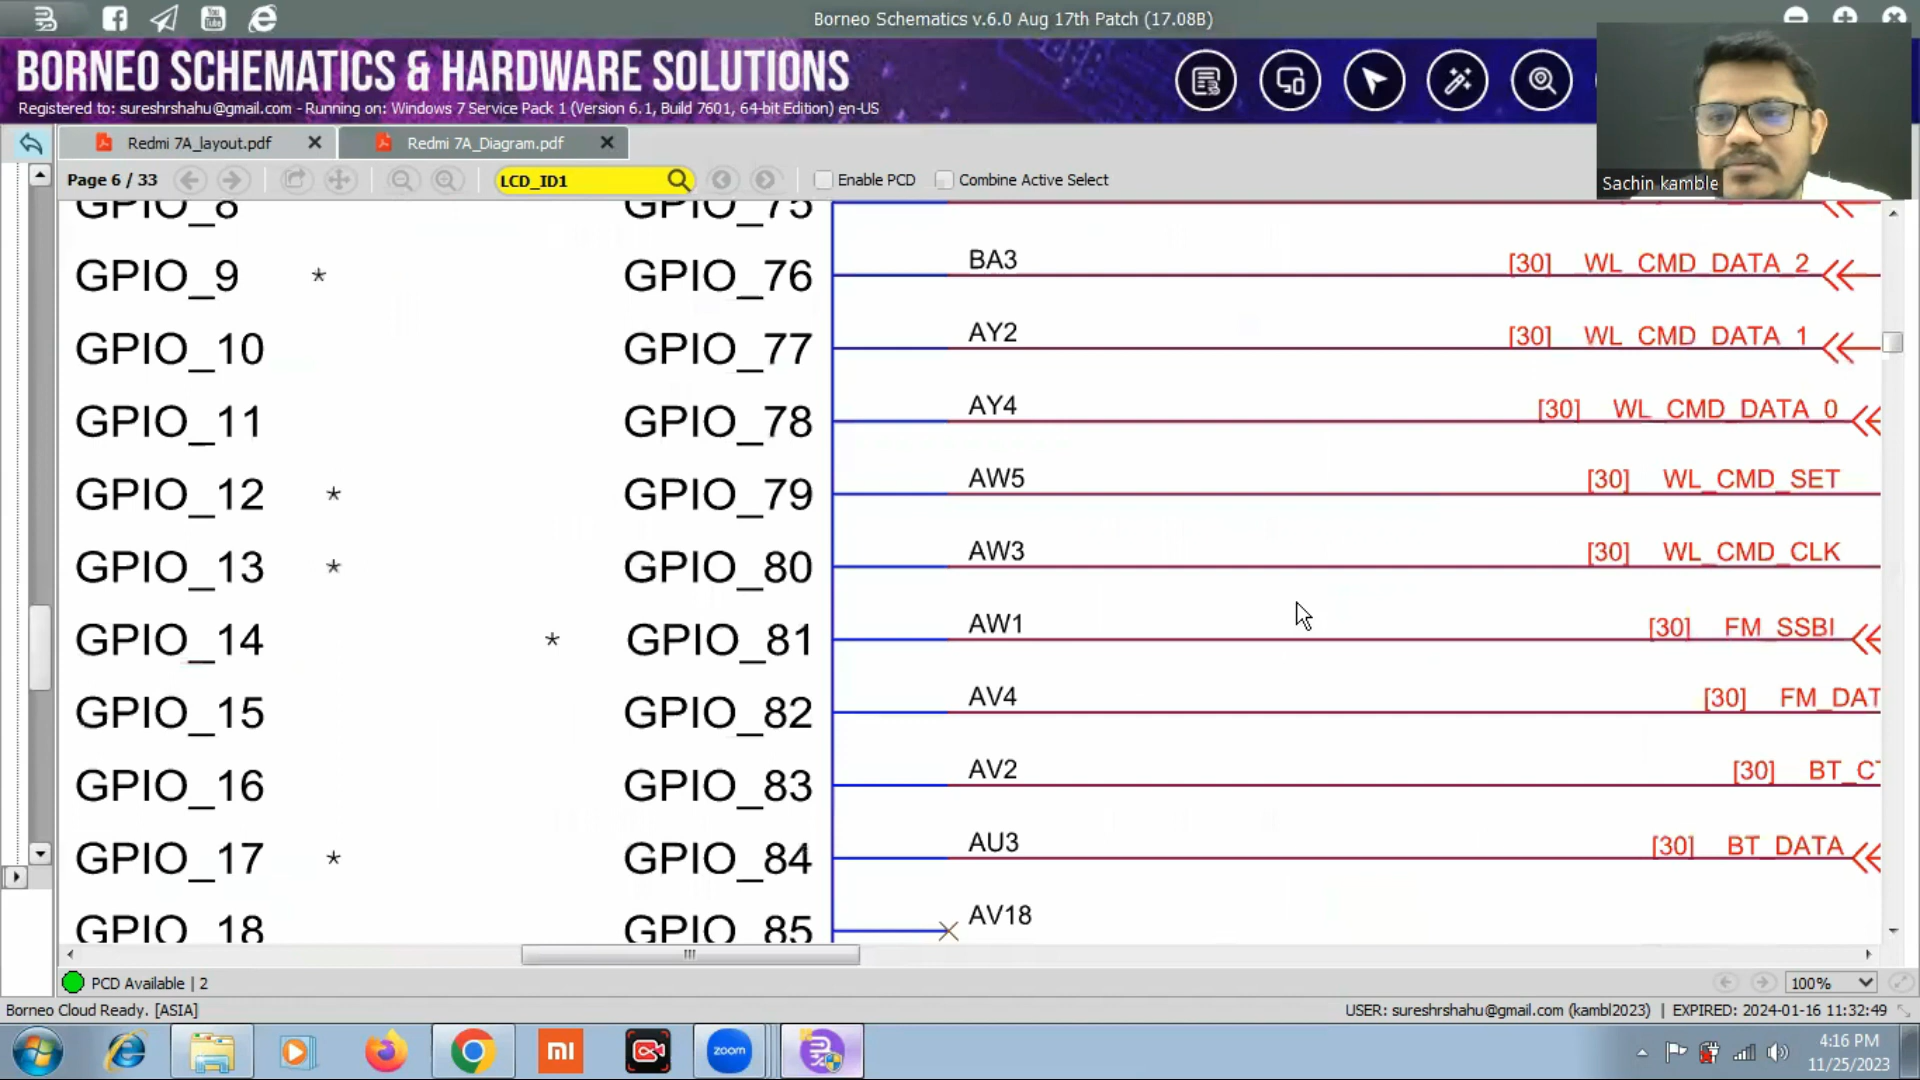 Borneo Schematics v.6.0 Aug 17th Patch (17.08B)
BORNEO SCHEMATICS & HARDWARE SOLUTIONS
Registered to: sureshrshahu@gmail.com - Running on: Windows 7 Service Pack 1 (Version 6.1, Build 7601, 64-bit Edition) en-US
Sachin kamble
Redmi 7A_layout.pdf
Redmi 7A_Diagram.pdf
Page 6 / 33
LCD_ID1
Enable PCD
Combine Active Select
GPIO_8 GPIO_75
GPIO_9 * GPIO_76 BA3 [30] WL_CMD_DATA_2
GPIO_10 GPIO_77 AY2 [30] WL_CMD_DATA_1
GPIO_11 GPIO_78 AY4 [30] WL_CMD_DATA_0
GPIO_12 * GPIO_79 AW5 [30] WL_CMD_SET
GPIO_13 * GPIO_80 AW3 [30] WL_CMD_CLK
GPIO_14 * GPIO_81 AW1 [30] FM_SSBI
GPIO_15 GPIO_82 AV4 [30] FM_DAT
GPIO_16 GPIO_83 AV2 [30] BT_C
GPIO_17 * GPIO_84 AU3 [30] BT_DATA
GPIO_18 GPIO_85 AV18
PCD Available | 2
100%
Borneo Cloud Ready. [ASIA]
USER: sureshrshahu@gmail.com (kambl2023) | EXPIRED: 2024-01-16 11:32:49
zoom
4:16 PM
11/25/2023